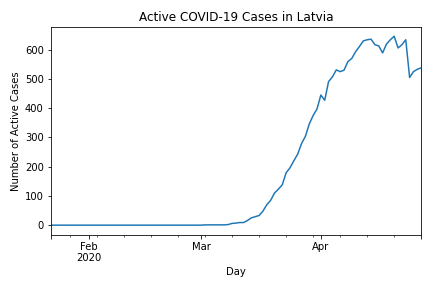 Active COVID-19 Cases in Latvia
Number of Active Cases
600
500
400
300
200
100
0
Feb
2020
Mar
Apr
Day